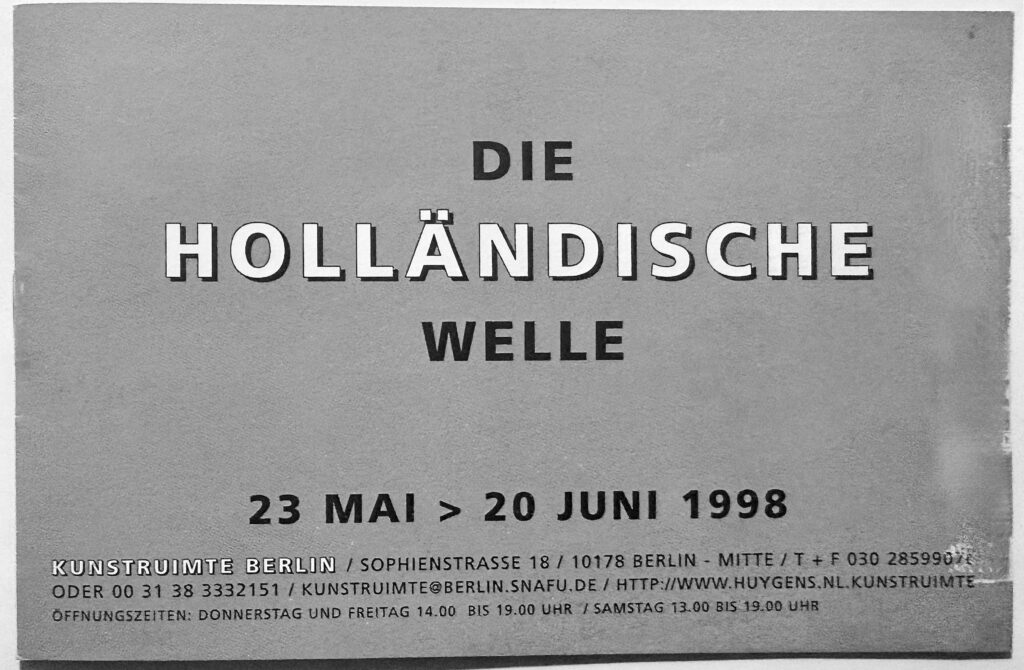 DIE
HOLLÄNDISCHE
WELLE
23 MAI > 20 JUNI 1998
KUNSTRUIMTE BERLIN / SOPHIENSTRASSE 18 / 10178 BERLIN - MITTE / T + F 030
ODER 00 31 38 3332151 / KUNSTRUIMTE@BERLIN.SNAFU.DE / HTTP://WWW.HUYGENS.NL.KUNSTRUIMTE
ÖFFNUNGSZEITEN: DONNERSTAG UND FREITAG 14.00 BIS 19.00 UHR / SAMSTAG 13.00 BIS 19.00 UHR